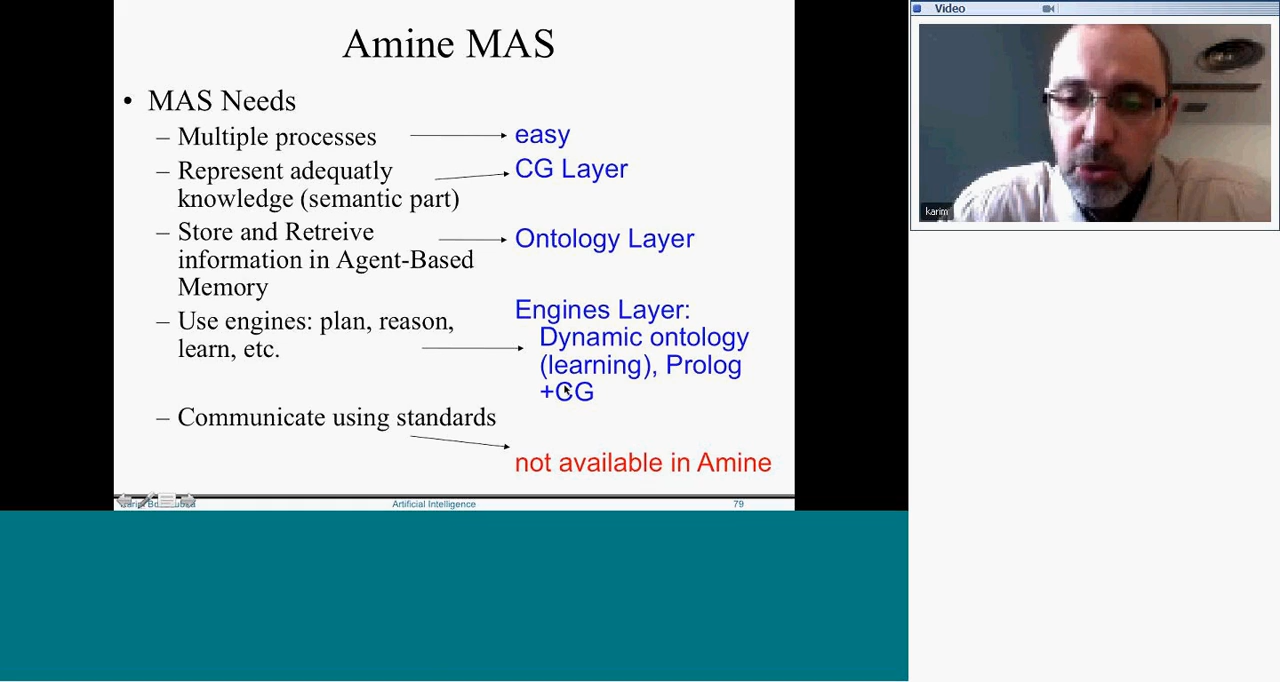 Amine MAS
• MAS Needs
– Multiple processes
easy
– Represent adequatly
knowledge (semantic part)
CG Layer
– Store and Retreive
information in Agent-Based
Memory
Ontology Layer
– Use engines: plan, reason,
learn, etc.
Engines Layer:
Dynamic ontology
(learning), Prolog
+CG
– Communicate using standards
not available in Amine
Artificial Intelligence
79
Video
karim